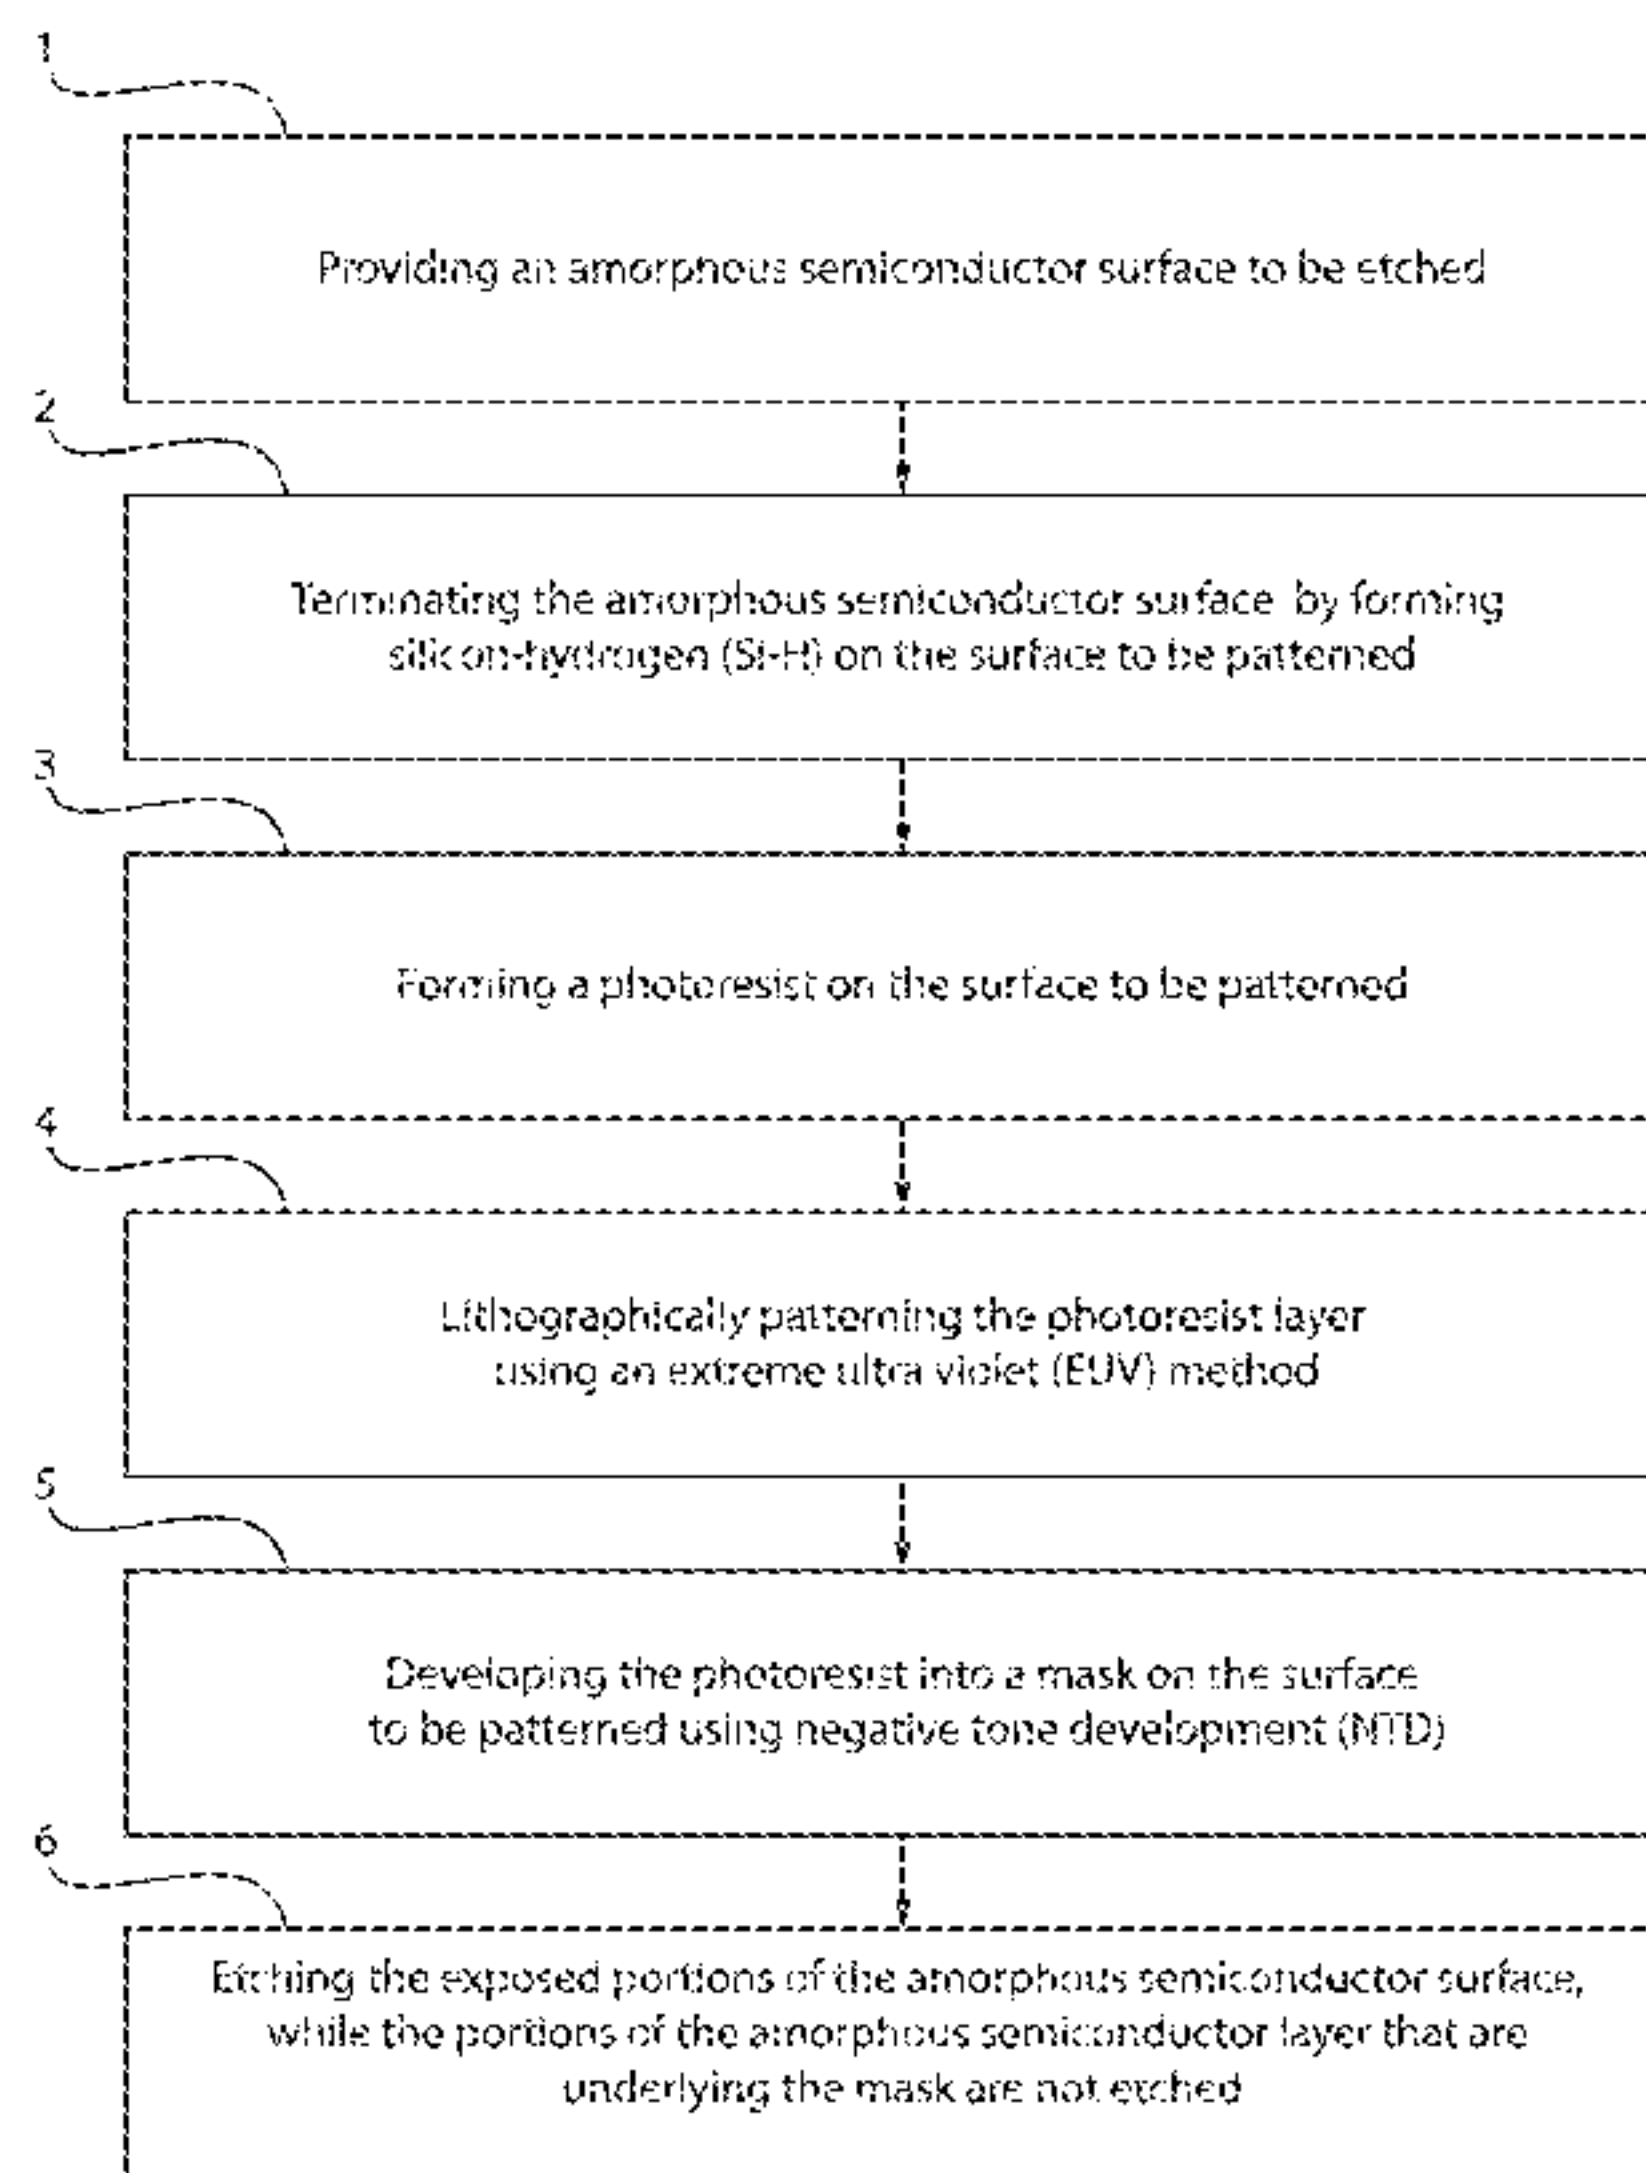 1
Providing an amorphous semiconductor surface to be etched
2
Terminating the amorphous semiconductor surface by forming
silicon-hydrogen (Si-H) on the surface to be patterned
3
Forming a photoresist on the surface to be patterned
4
Lithographically patterning the photoresist layer
using an extreme ultra violet (EUV) method
5
Developing the photoresist into a mask on the surface
to be patterned using negative tone development (NTD)
6
Etching the exposed portions of the amorphous semiconductor surface,
while the portions of the amorphous semiconductor layer that are
underlying the mask are not etched